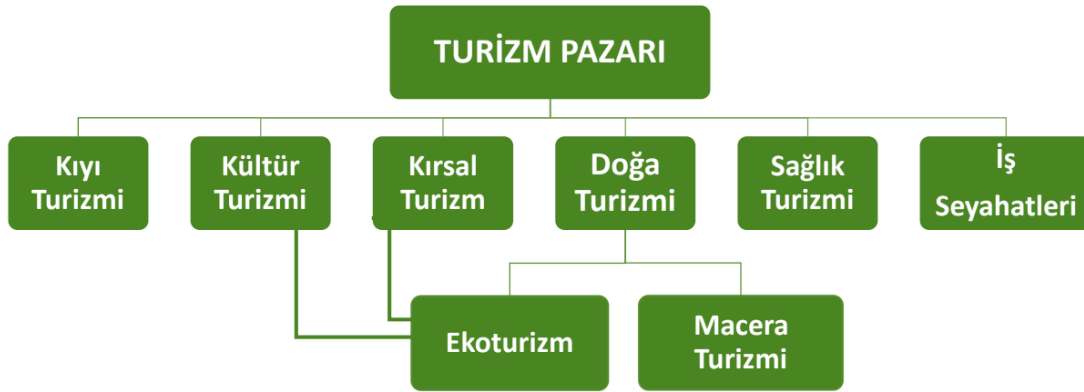 TURİZM PAZARI
Kıyı
Turizmi
Kültür
Turizmi
Kırsal
Turizm
Doğa
Turizmi
Sağlık
Turizmi
İş
Seyahatleri
Ekoturizm
Macera
Turizmi